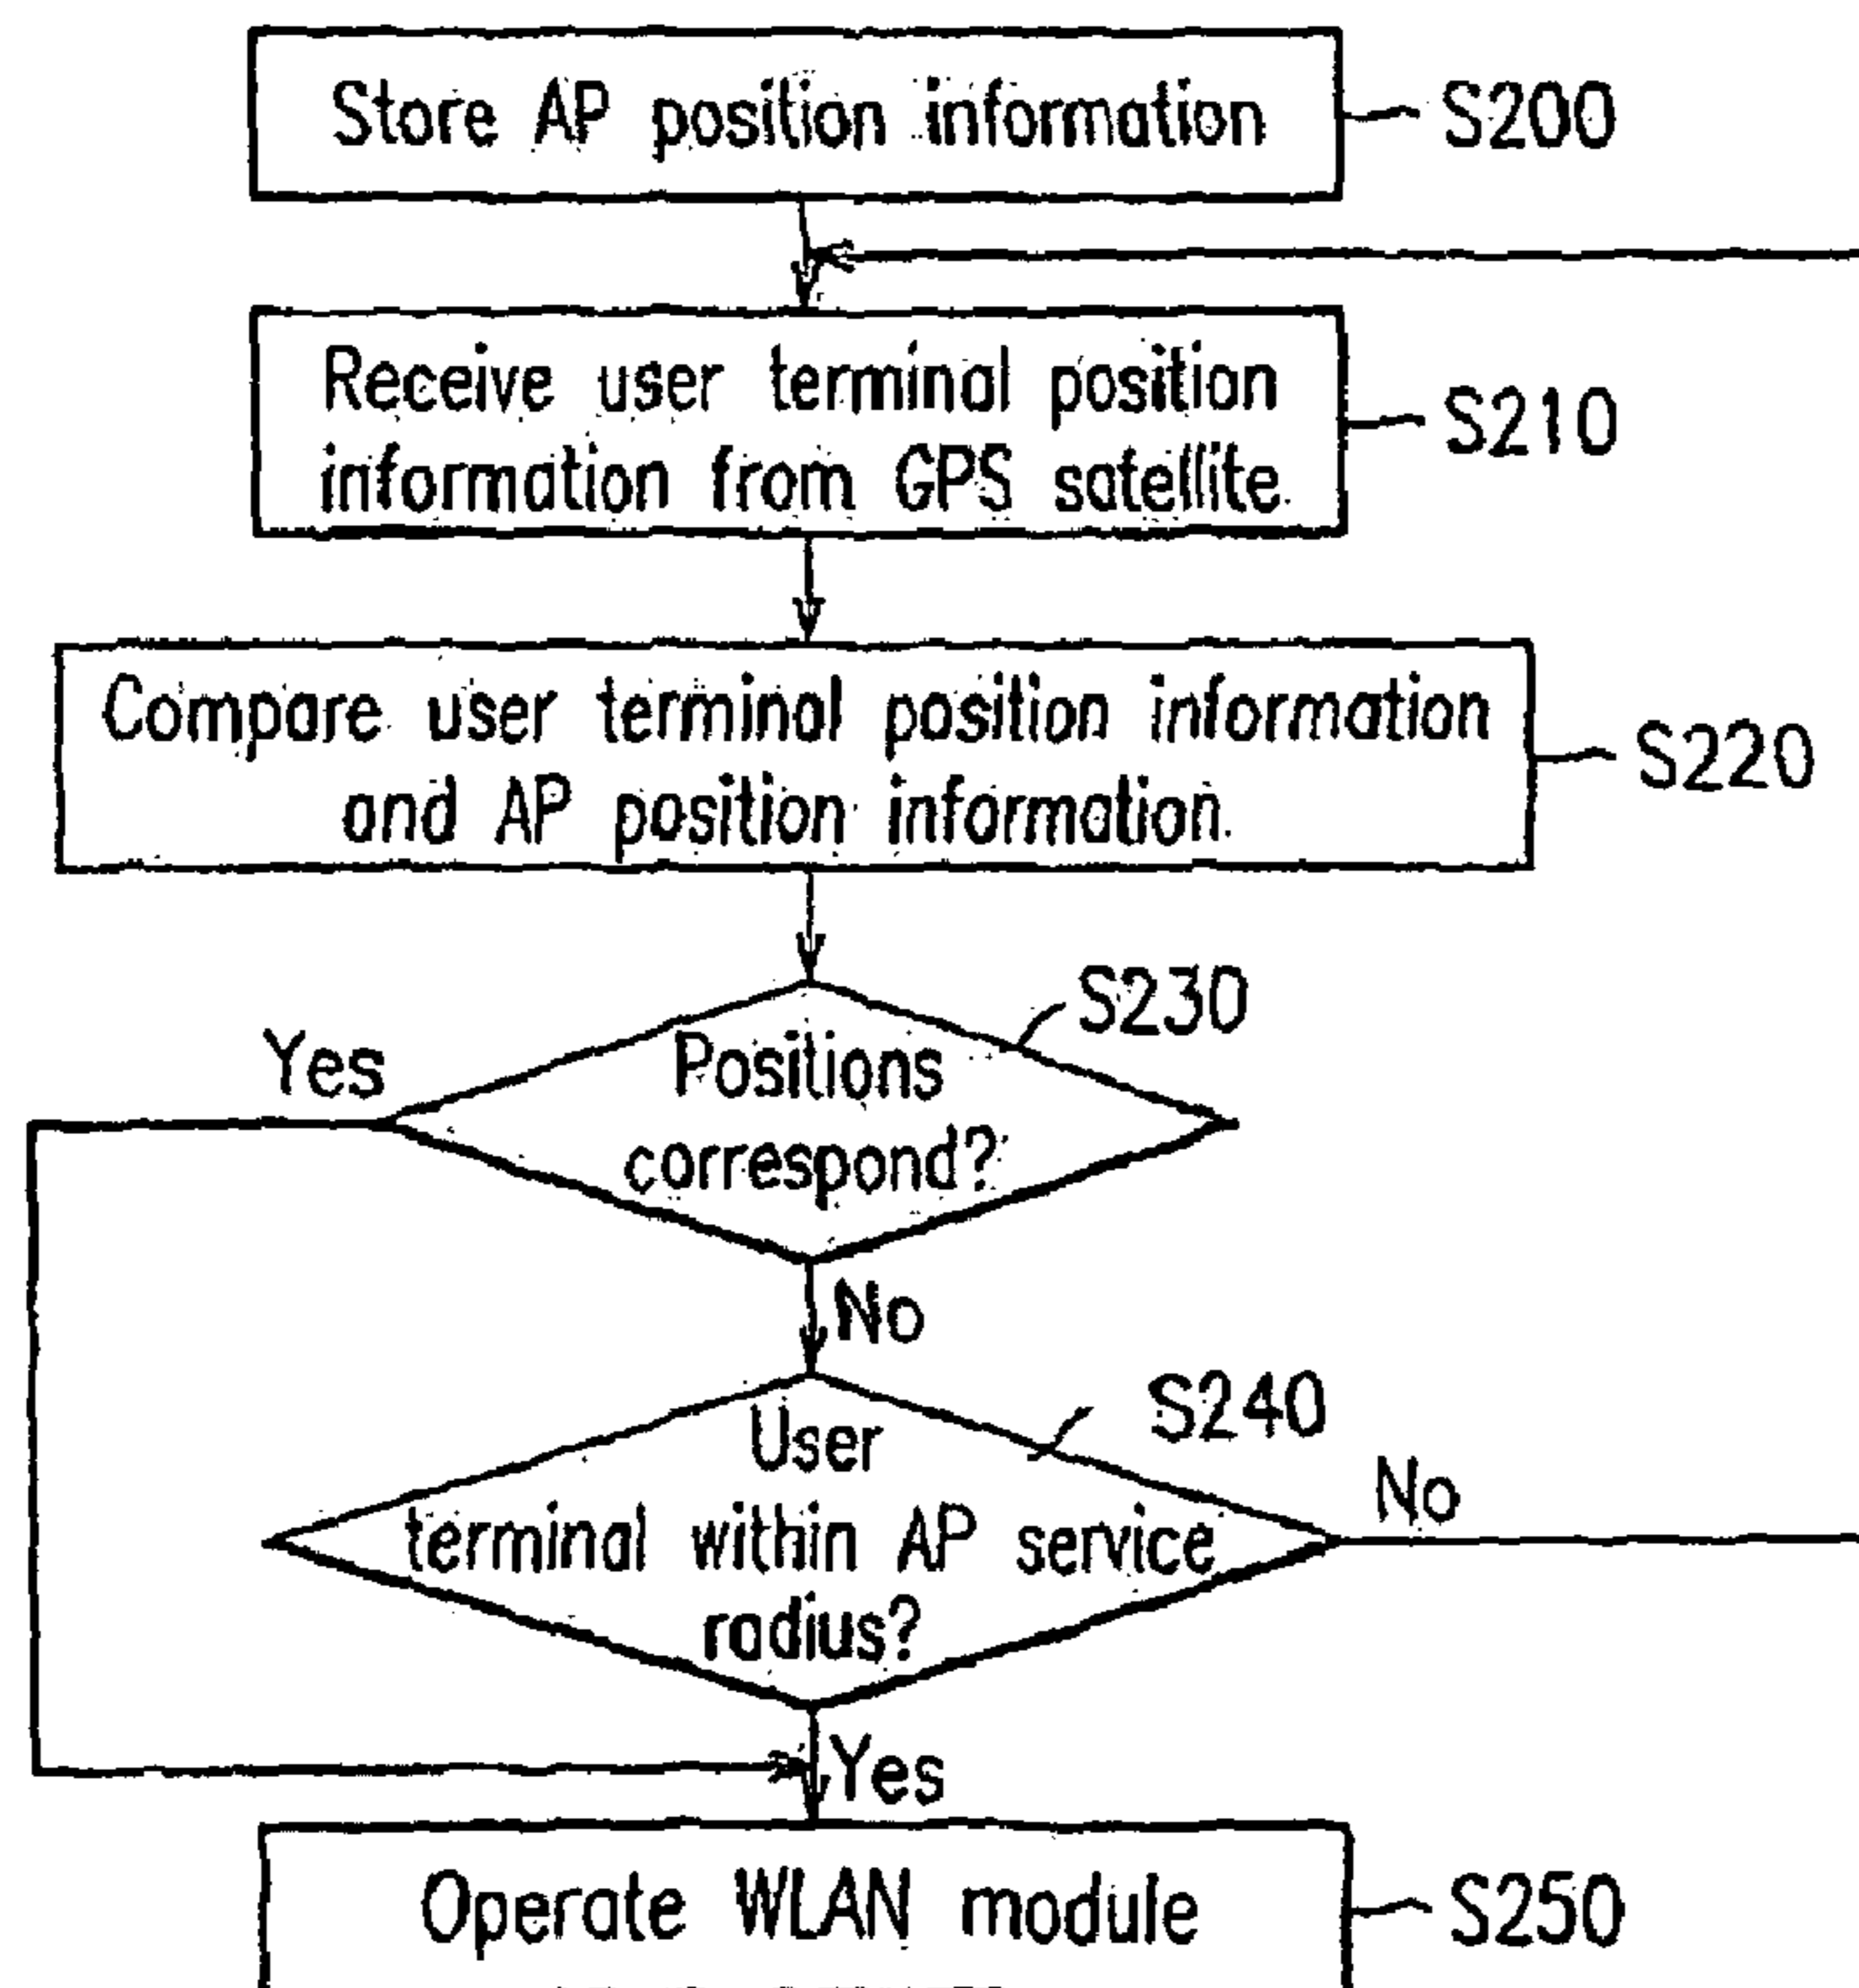 Store AP position information
S200
Receive user terminal position
information from GPS satellite.
S210
Compare user terminal position information
and AP position information.
S220
S230
Yes
Positions
correspond?
No
S240
User
terminal within AP service
radius?
No
Yes
Operate WLAN module
S250